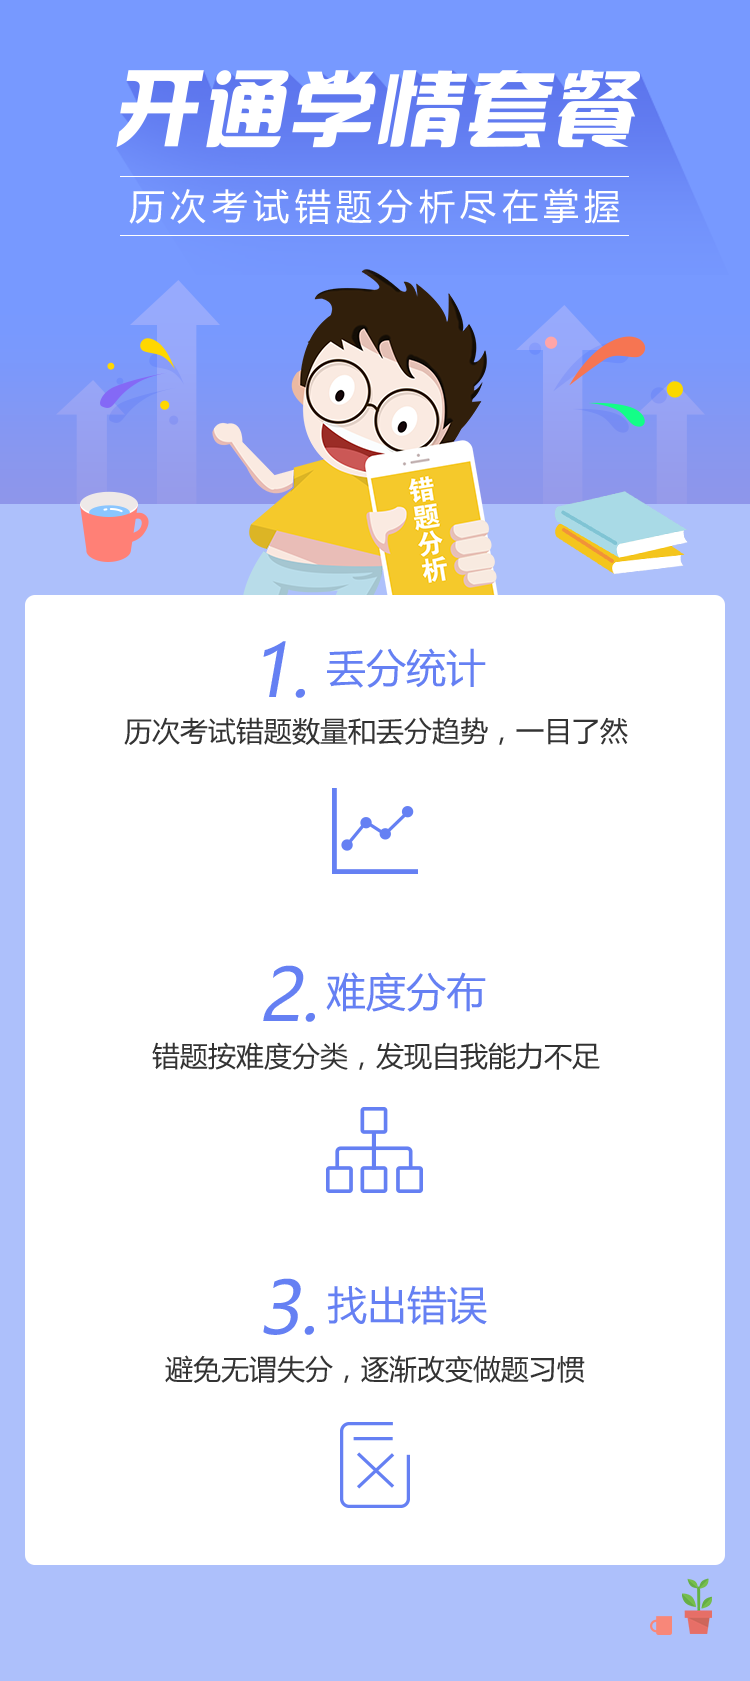 开通学情套餐
历次考试错题分析尽在掌握
错题分析
1. 丢分统计
历次考试错题数量和丢分趋势，一目了然
2. 难度分布
错题按难度分类，发现自我能力不足
3. 找出错误
避免无谓失分，逐渐改变做题习惯